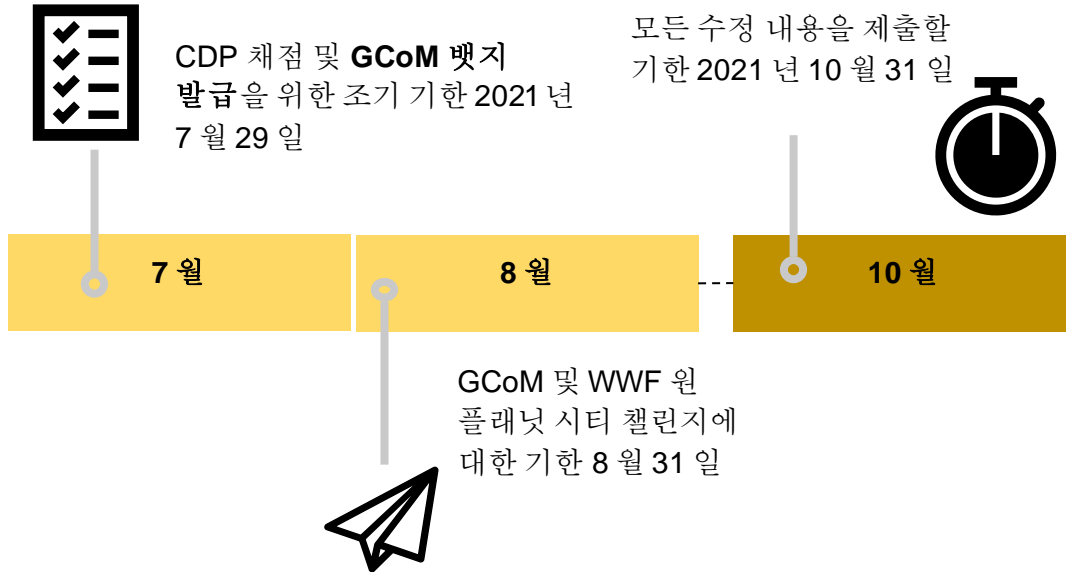 CDP 채점 및 GCoM 뱃지
발급을 위한 조기 기한 2021 년
7 월 29 일
모든 수정 내용을 제출할
기한 2021 년 10 월 31 일
7 월
8 월
10 월
GCoM 및 WWF 원
플래닛 시티 챌린지에
대한 기한 8 월 31 일